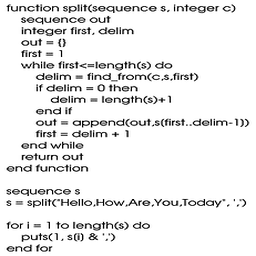 function split(sequence s, integer c)
sequence out
integer first, delim
out = {}
first = 1
while first<=length(s) do
delim = find_from(c,s,first)
if delim = 0 then
delim = length(s)+1
end if
out = append(out,s[first..delim-1])
first = delim + 1
end while
return out
end function

sequence s
s = split("Hello,How,Are,You,Today", ',')

for i = 1 to length(s) do
puts(1, s[i] & ',')
end for